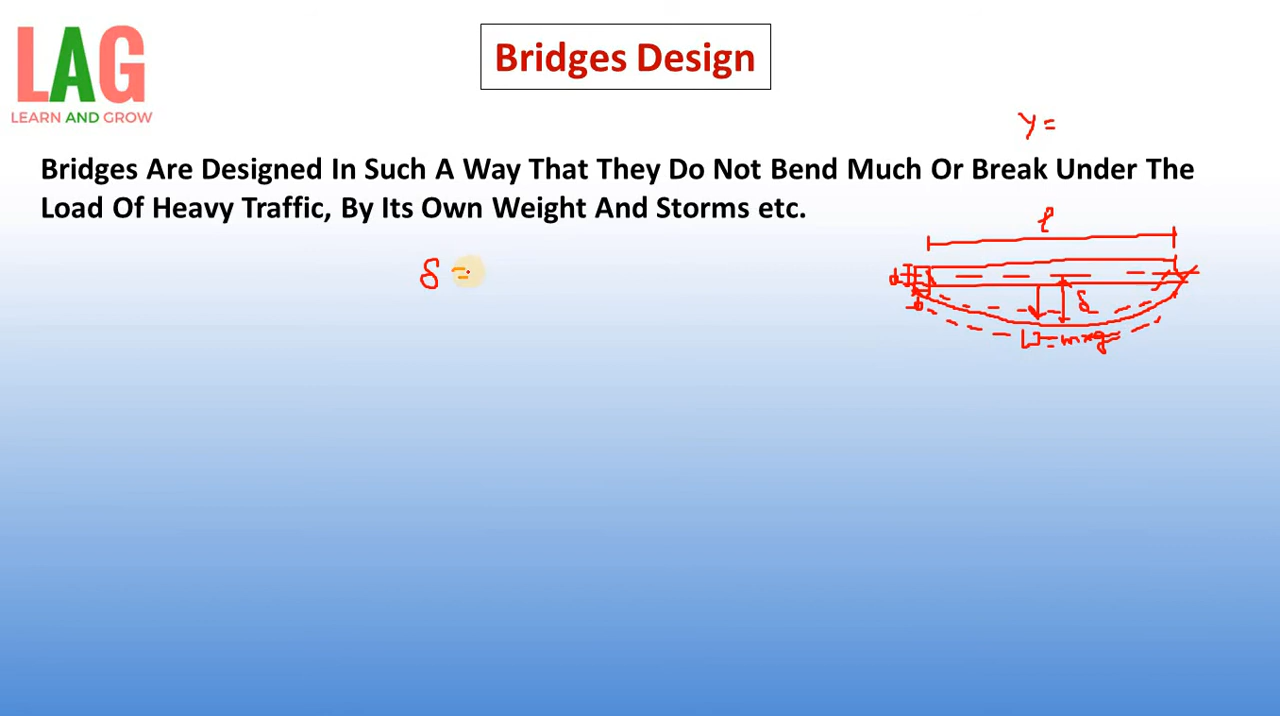 LAG
LEARN AND GROW
Bridges Design
Y =
Bridges Are Designed In Such A Way That They Do Not Bend Much Or Break Under The
Load Of Heavy Traffic, By Its Own Weight And Storms etc.
l
δ =
d
b
δ
W = m×g